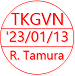 TKGVN
'23/01/13
R. Tamura